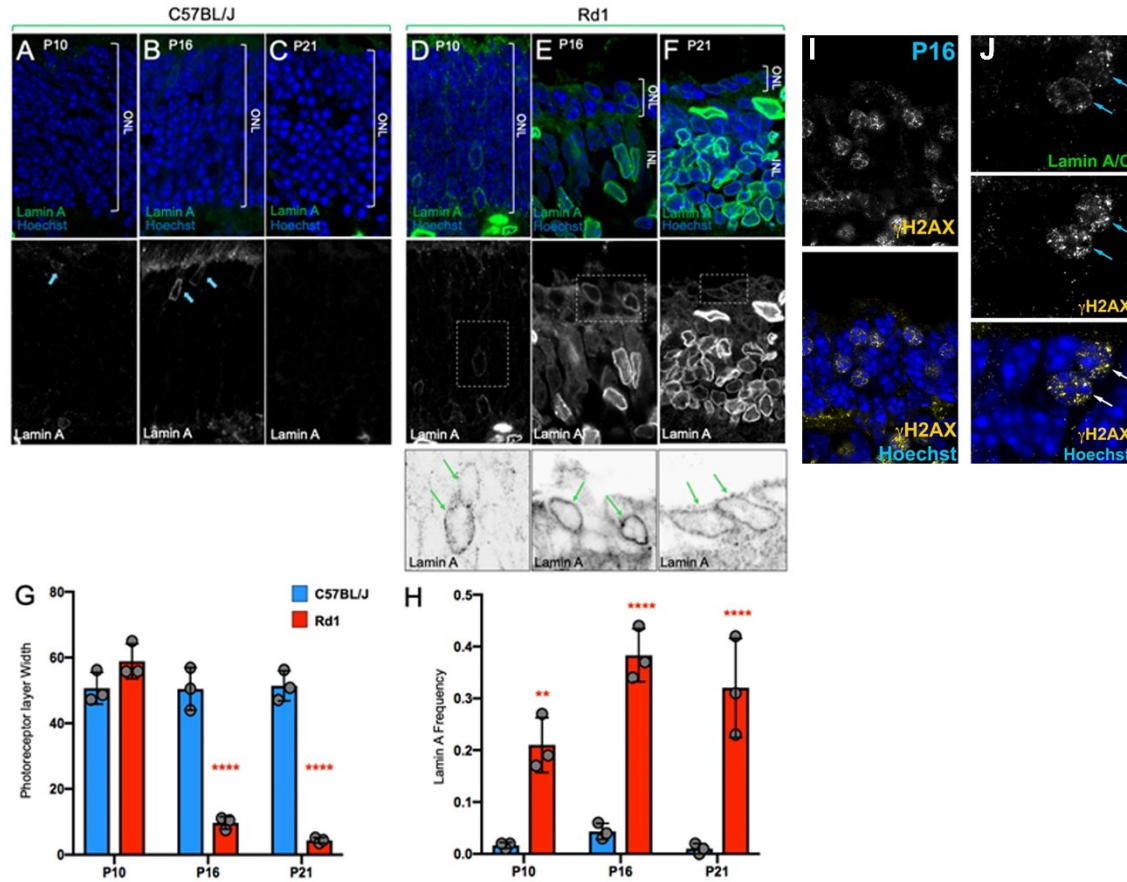 C57BL/J
Rd1
A P10
B P16
C P21
D P10
E P16
F P21
I P16
J
ONL
ONL
ONL
ONL
ONL
INL
ONL
INL
Lamin A
Hoechst
Lamin A
Hoechst
Lamin A
Hoechst
Lamin A
Hoechst
Lamin A
Hoechst
Lamin A
Hoechst
Lamin A
Lamin A
Lamin A
Lamin A
Lamin A
Lamin A
Lamin A
Lamin A
Lamin A
γH2AX
γH2AX
Hoechst
Lamin A/C
γH2AX
γH2AX
Hoechst
G
C57BL/J
Rd1
Photoreceptor layer Width
80
60
40
20
0
****
****
P10
P16
P21
H
Lamin A Frequency
0.5
0.4
0.3
0.2
0.1
0.0
**
****
****
P10
P16
P21